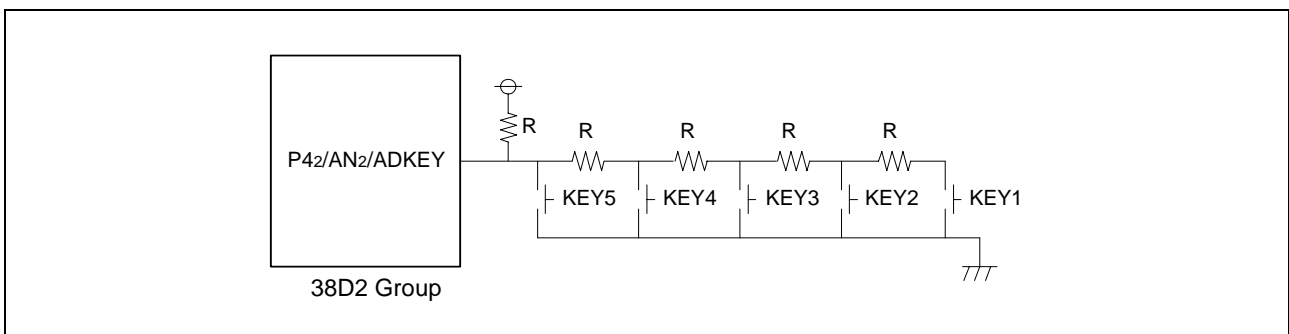 R
R R R R
P42/AN2/ADKEY
KEY5 KEY4 KEY3 KEY2 KEY1
38D2 Group